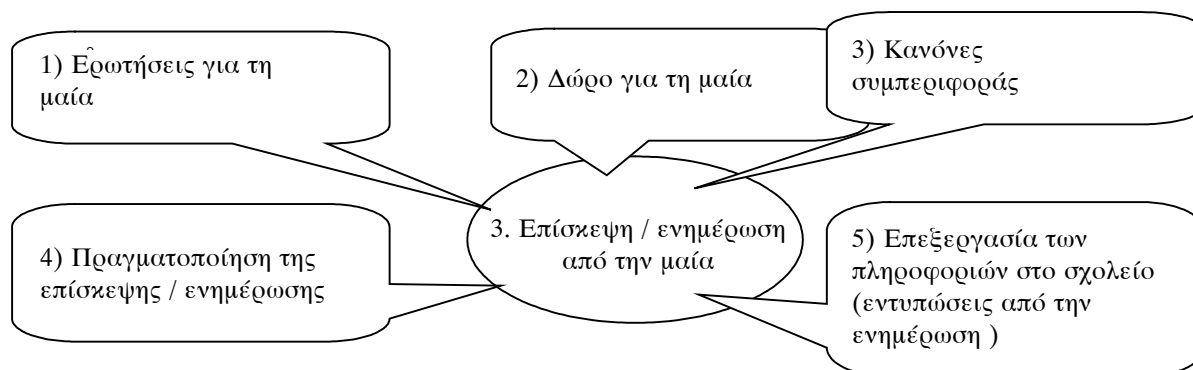 1) Ερωτήσεις για τη
μαία
2) Δώρο για τη μαία
3) Κανόνες
συμπεριφοράς
3. Επίσκεψη / ενημέρωση
από την μαία
4) Πραγματοποίηση της
επίσκεψης / ενημέρωσης
5) Επεξεργασία των
πληροφοριών στο σχολείο
(εντυπώσεις από την
ενημέρωση )